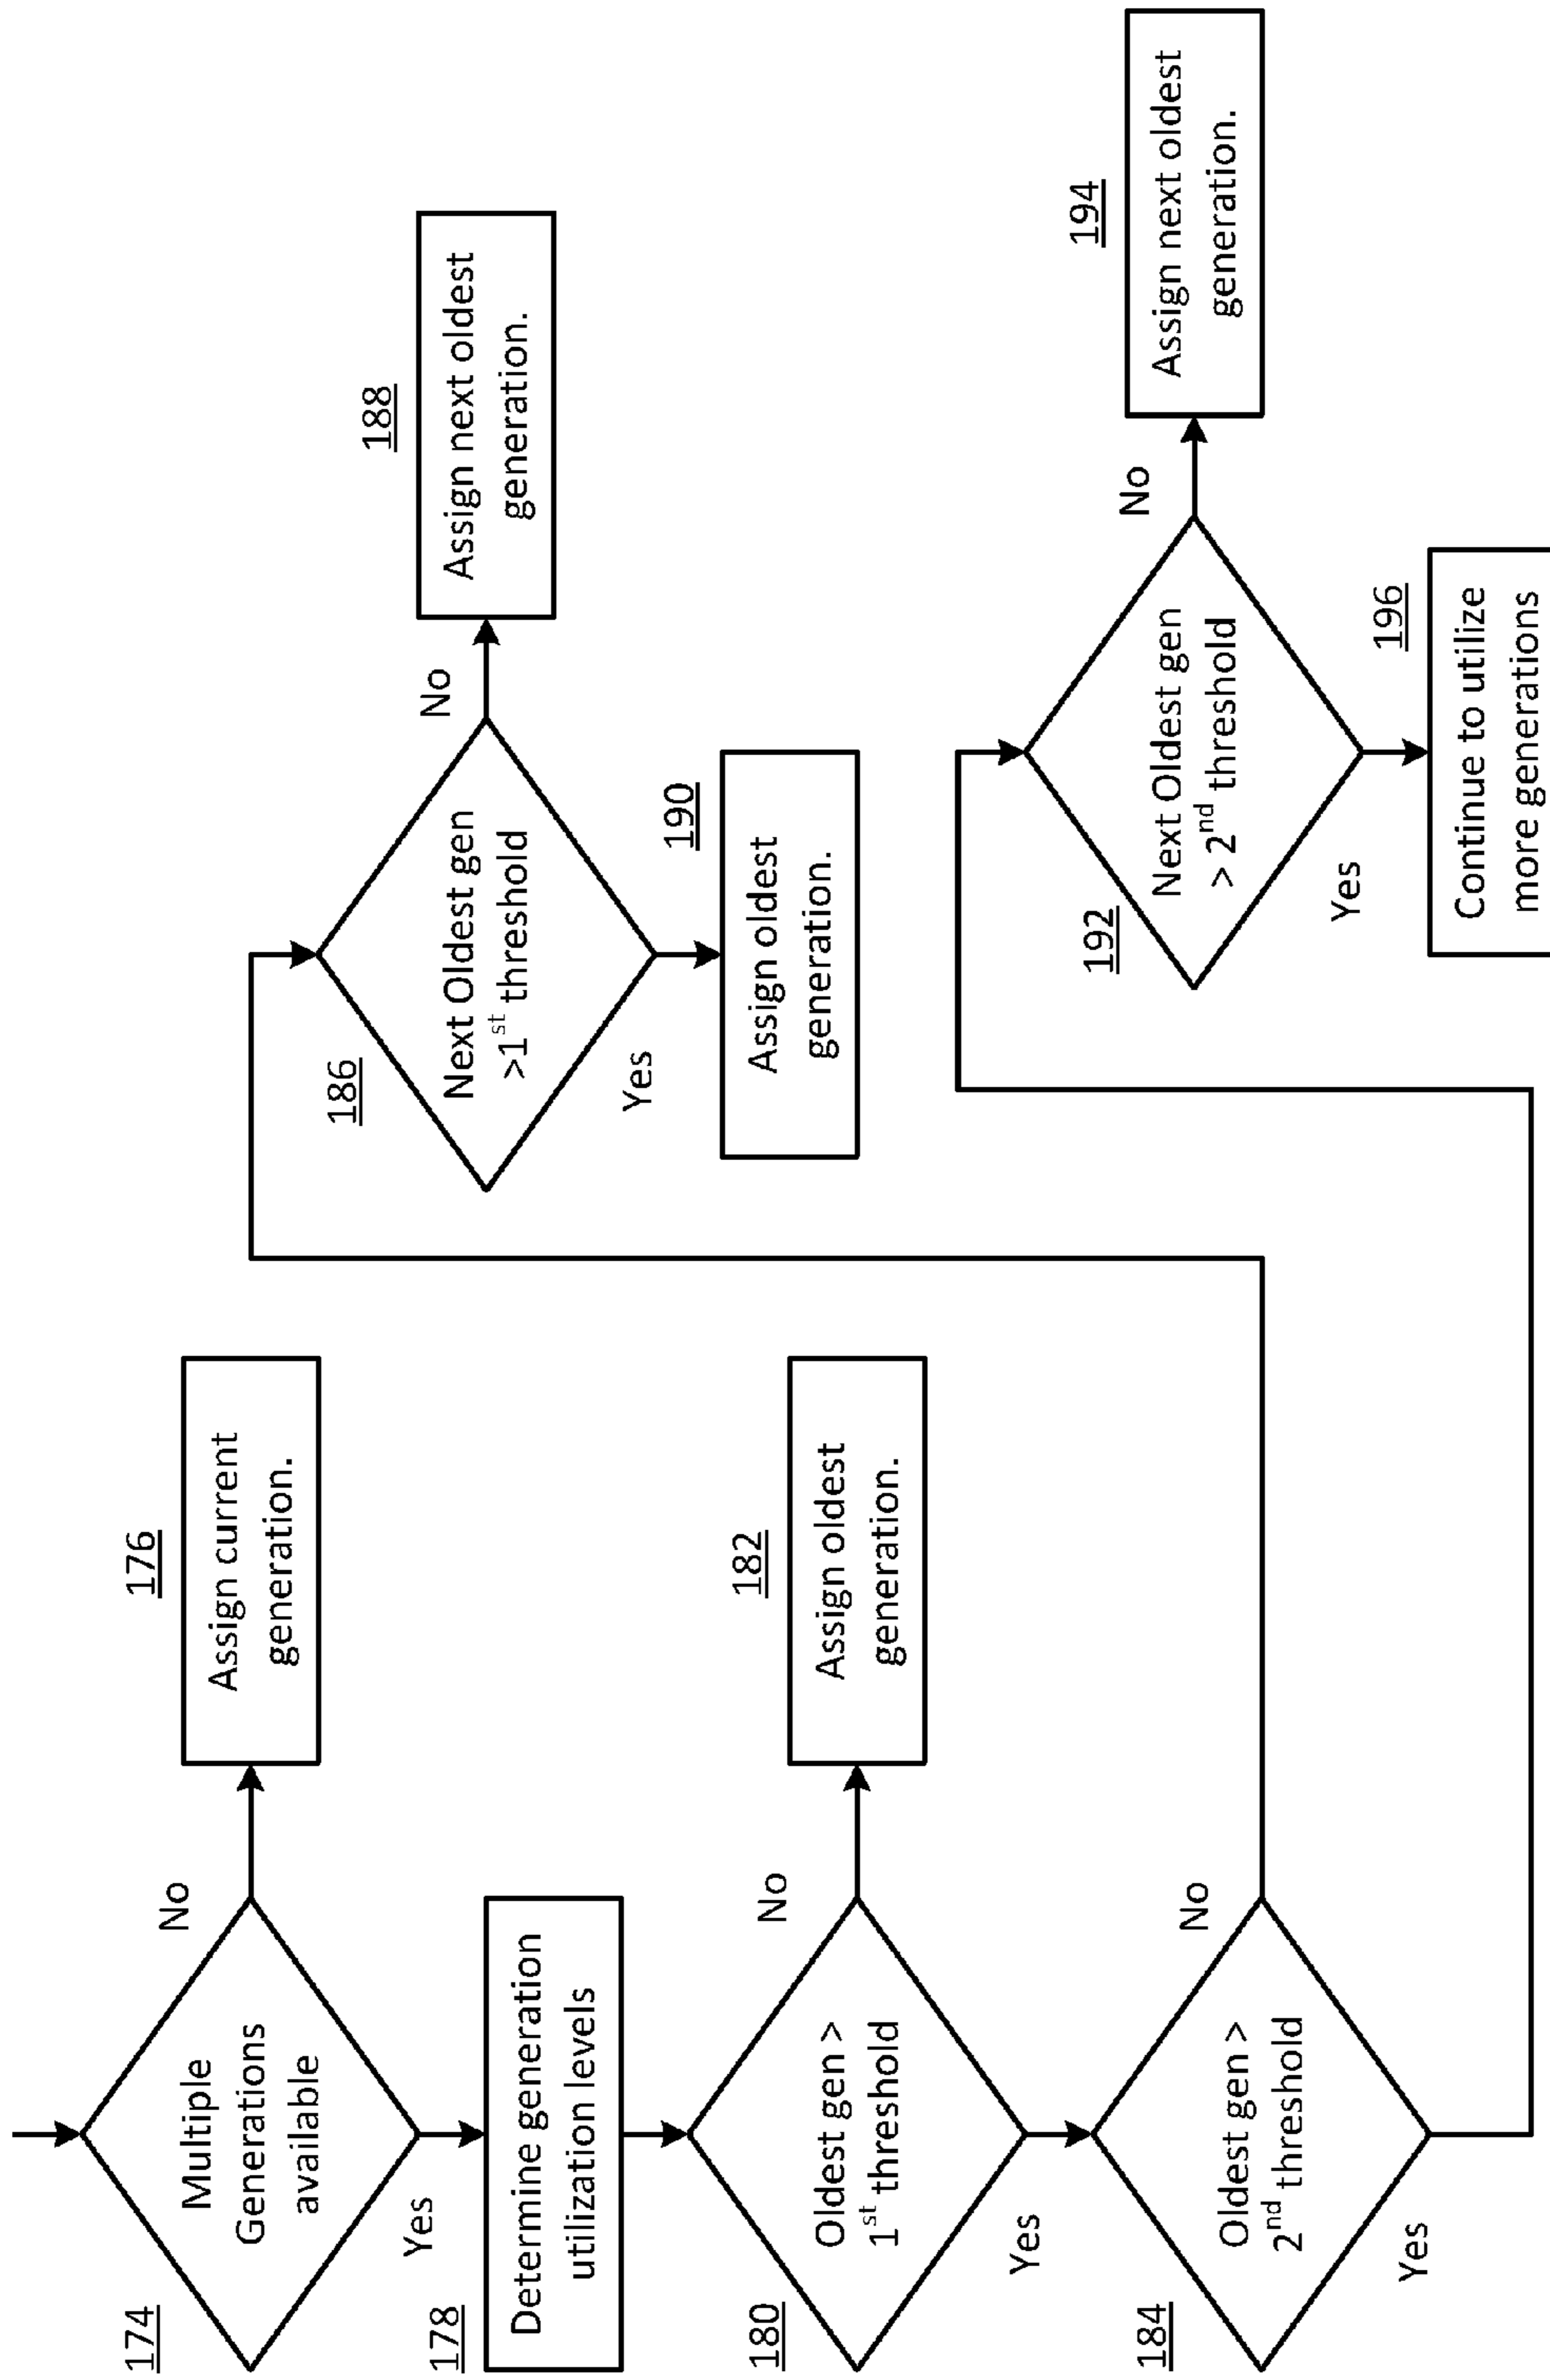 174
Multiple
Generations
available
No
Yes
176
Assign current
generation.
178
Determine generation
utilization levels
180
Oldest gen >
1st threshold
No
Yes
182
Assign oldest
generation.
184
Oldest gen >
2nd threshold
No
Yes
186
Next Oldest gen
>1st threshold
No
Yes
188
Assign next oldest
generation.
190
Assign oldest
generation.
192
Next Oldest gen
> 2nd threshold
No
Yes
194
Assign next oldest
generation.
196
Continue to utilize
more generations